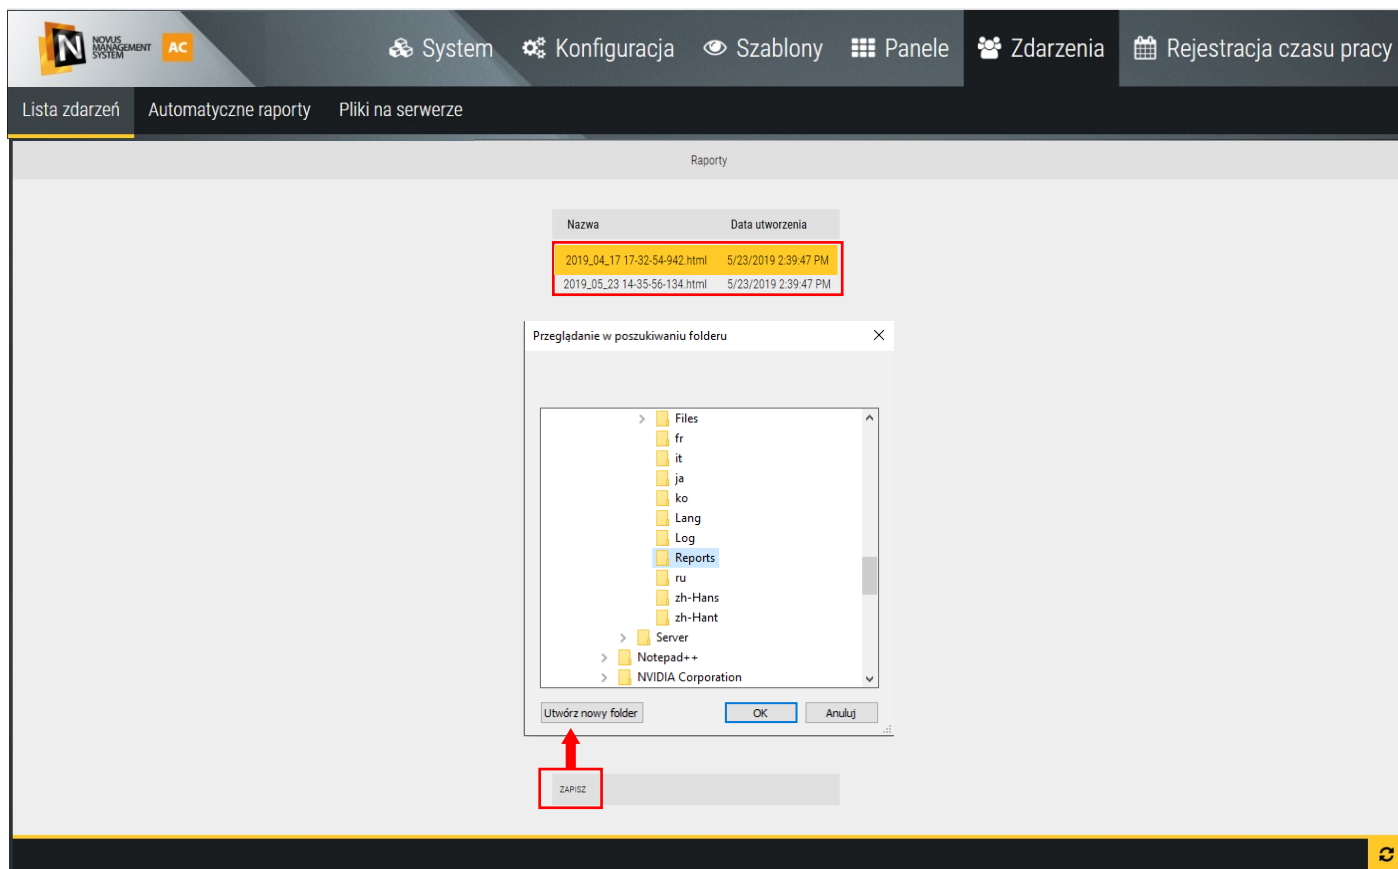 NOVUS
MANAGEMENT
SYSTEM
AC
System
Konfiguracja
Szablony
Panele
Zdarzenia
Rejestracja czasu pracy
Lista zdarzeń
Automatyczne raporty
Pliki na serwerze
Raporty
Nazwa Data utworzenia
2019_04_17 17-32-54-942.html 5/23/2019 2:39:47 PM
2019_05_23 14-35-56-134.html 5/23/2019 2:39:47 PM
Przeglądanie w poszukiwaniu folderu
Files
fr
it
ja
ko
Lang
Log
Reports
ru
zh-Hans
zh-Hant
Server
Notepad++
NVIDIA Corporation
Utwórz nowy folder
OK
Anuluj
ZAPISZ